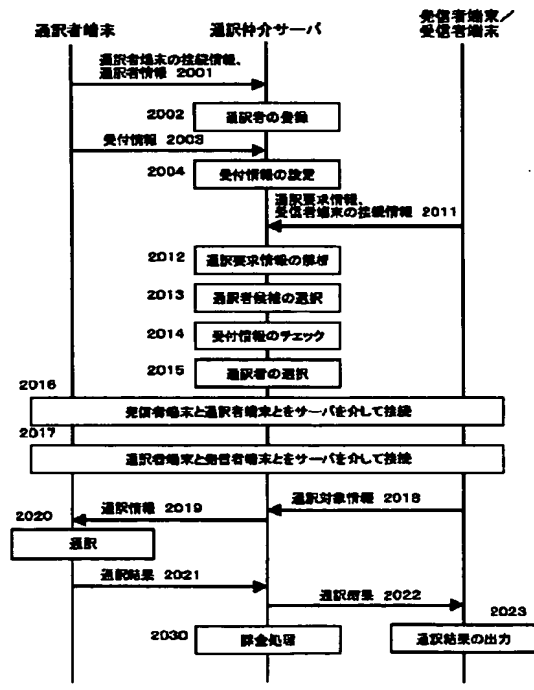 通訳者端末
通訳仲介サーバ
発信者端末/
受信者端末
通訳者端末の接続情報、
通訳者情報 2001
2002
通訳者の登録
受付情報 2003
2004
受付情報の設定
通訳要求情報、
受信者端末の接続情報 2011
2012
通訳要求情報の解析
2013
通訳者候補の選択
2014
受付情報のチェック
2015
通訳者の選択
2016
発信者端末と通訳者端末とをサーバを介して接続
2017
通訳者端末と発信者端末とをサーバを介して接続
通訳対象情報 2018
通訳情報 2019
2020
通訳
通訳結果 2021
通訳結果 2022
2023
2030
課金処理
通訳結果の出力